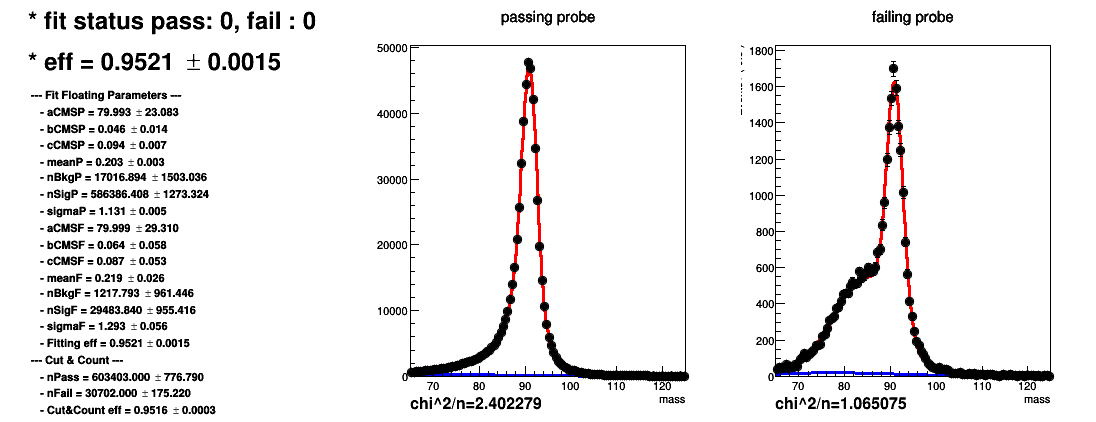 * fit status pass: 0, fail : 0
* eff = 0.9521 ± 0.0015
--- Fit Floating Parameters ---
- aCMSP = 79.993 ± 23.083
- bCMSP = 0.046 ± 0.014
- cCMSP = 0.094 ± 0.007
- meanP = 0.203 ± 0.003
- nBkgP = 17016.894 ± 1503.036
- nSigP = 586386.408 ± 1273.324
- sigmaP = 1.131 ± 0.005
- aCMSF = 79.999 ± 29.310
- bCMSF = 0.064 ± 0.058
- cCMSF = 0.087 ± 0.053
- meanF = 0.219 ± 0.026
- nBkgF = 1217.793 ± 961.446
- nSigF = 29483.840 ± 955.416
- sigmaF = 1.293 ± 0.056
- Fitting eff = 0.9521 ± 0.0015
--- Cut & Count ---
- nPass = 603403.000 ± 776.790
- nFail = 30702.000 ± 175.220
- Cut&Count eff = 0.9516 ± 0.0003
passing probe
50000
40000
30000
20000
10000
0
70 80 90 100 110 120
mass
chi^2/n=2.402279
failing probe
1800
1600
1400
1200
1000
800
600
400
200
0
70 80 90 100 110 120
mass
chi^2/n=1.065075